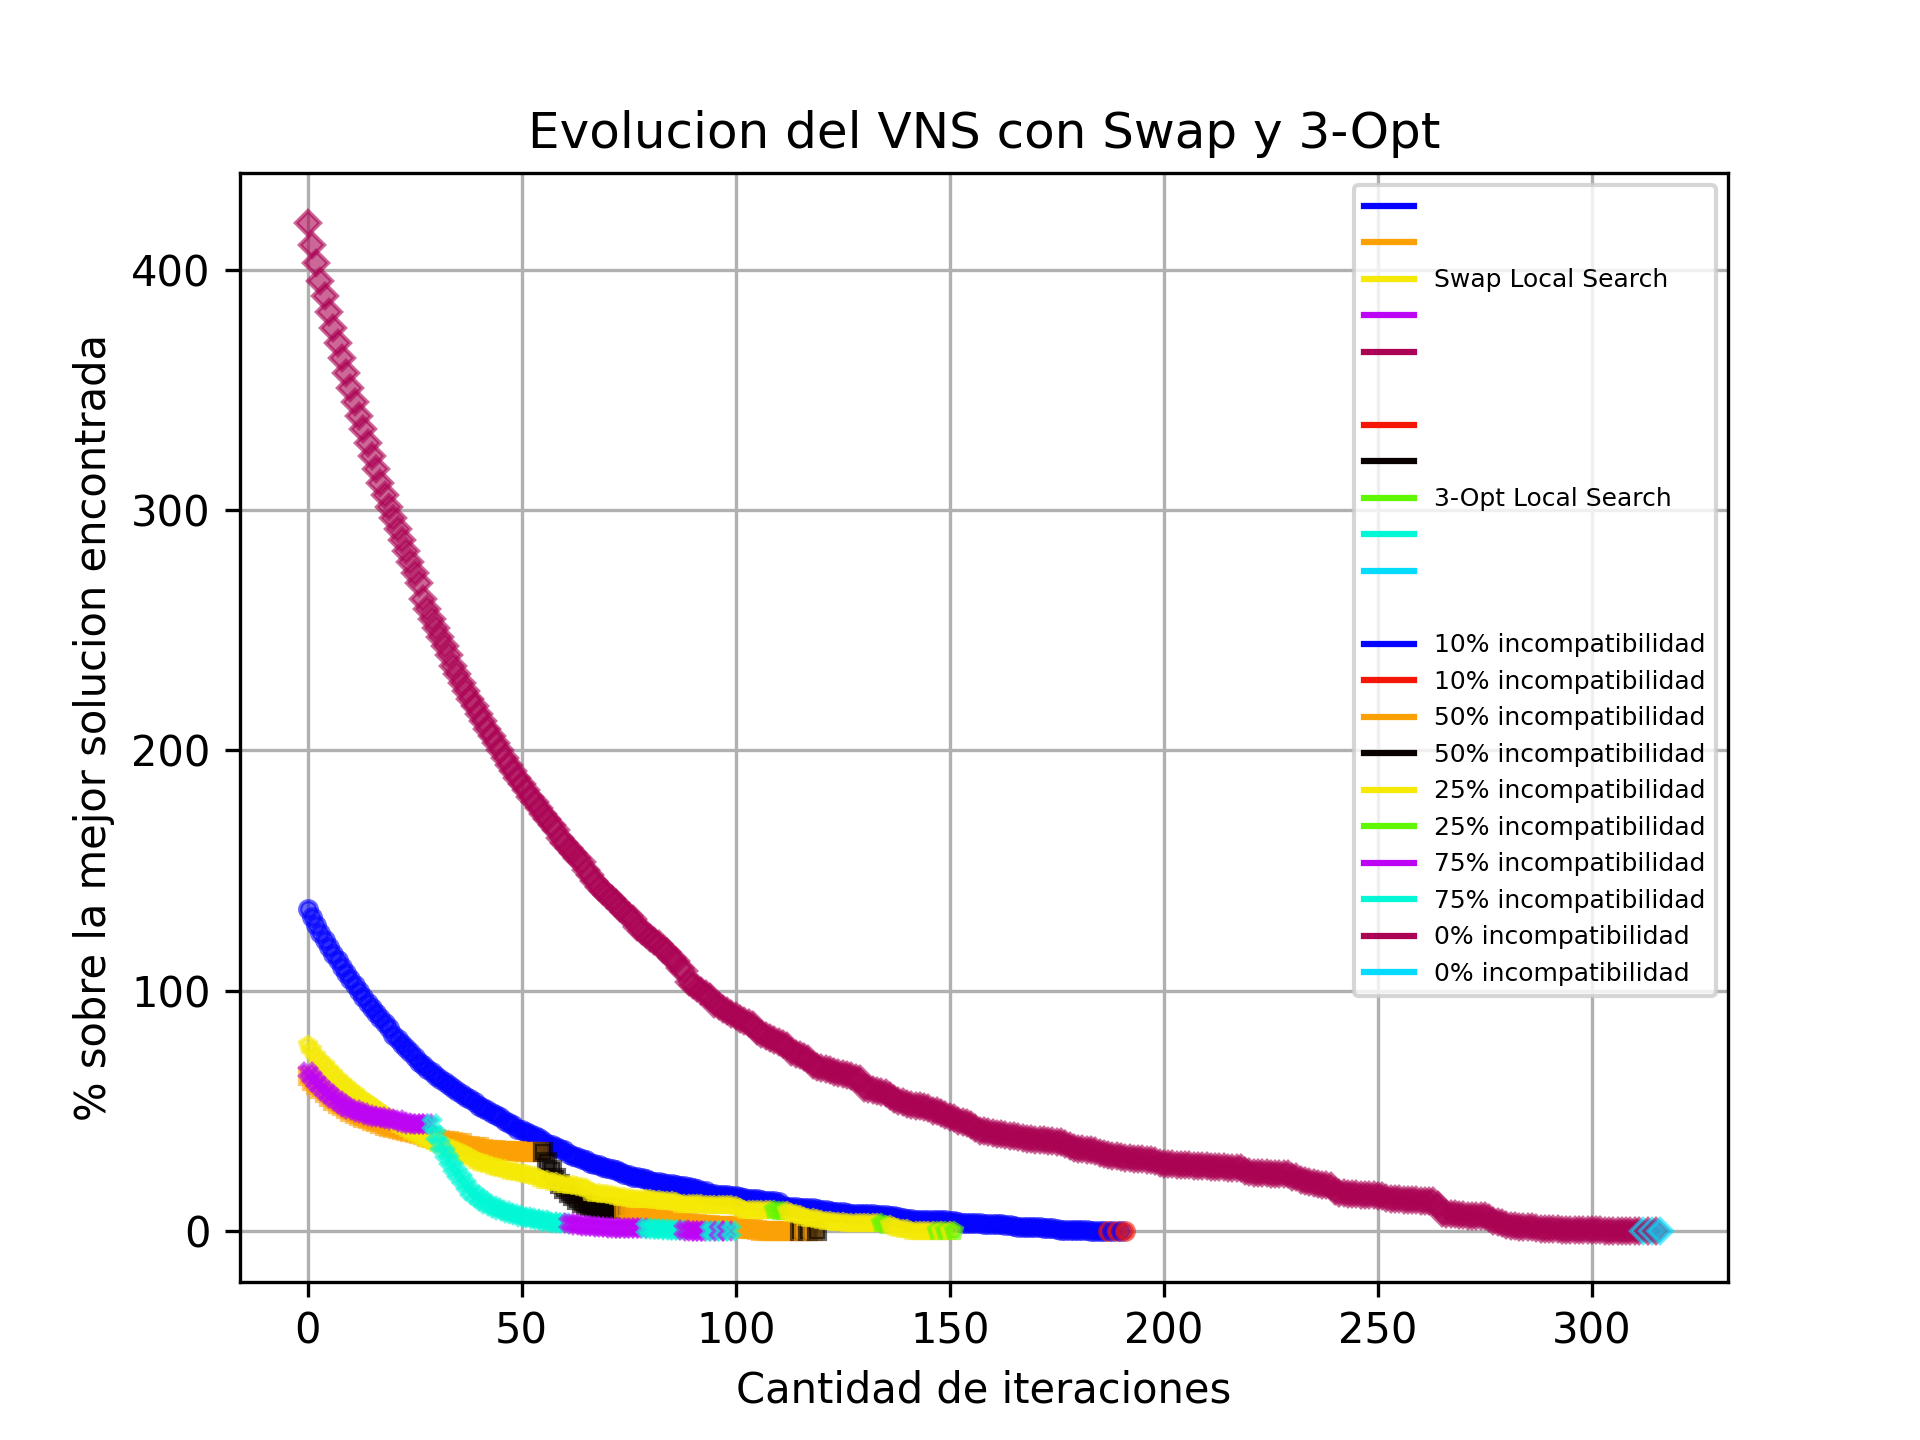 Evolucion del VNS con Swap y 3-Opt
% sobre la mejor solucion encontrada
400
300
200
100
0
Swap Local Search
3-Opt Local Search
10% incompatibilidad
10% incompatibilidad
50% incompatibilidad
50% incompatibilidad
25% incompatibilidad
25% incompatibilidad
75% incompatibilidad
75% incompatibilidad
0% incompatibilidad
0% incompatibilidad
0 50 100 150 200 250 300
Cantidad de iteraciones